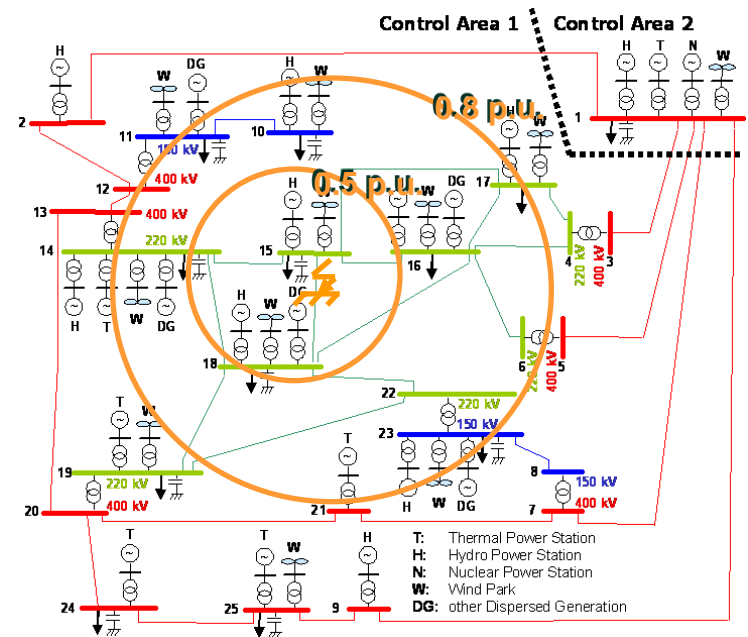 Control Area 1
Control Area 2
H
H T N W
W DG H W
2
1
0.8 p.u.
11
150 kV
10
H W
17
12
400 kV
0.5 p.u.
13
400 kV
H W
W DG
14
220 kV
15
16
4 3
220 kV
400 kV
DG
H T W DG
H W
18
6 5
220 kV
400 kV
22
220 kV
T W
23
150 kV
T
19
220 kV
8
150 kV
H W DG
20
400 kV
21
7
400 kV
T
T W
H
T: Thermal Power Station
H: Hydro Power Station
N: Nuclear Power Station
W: Wind Park
DG: other Dispersed Generation
24
25
9